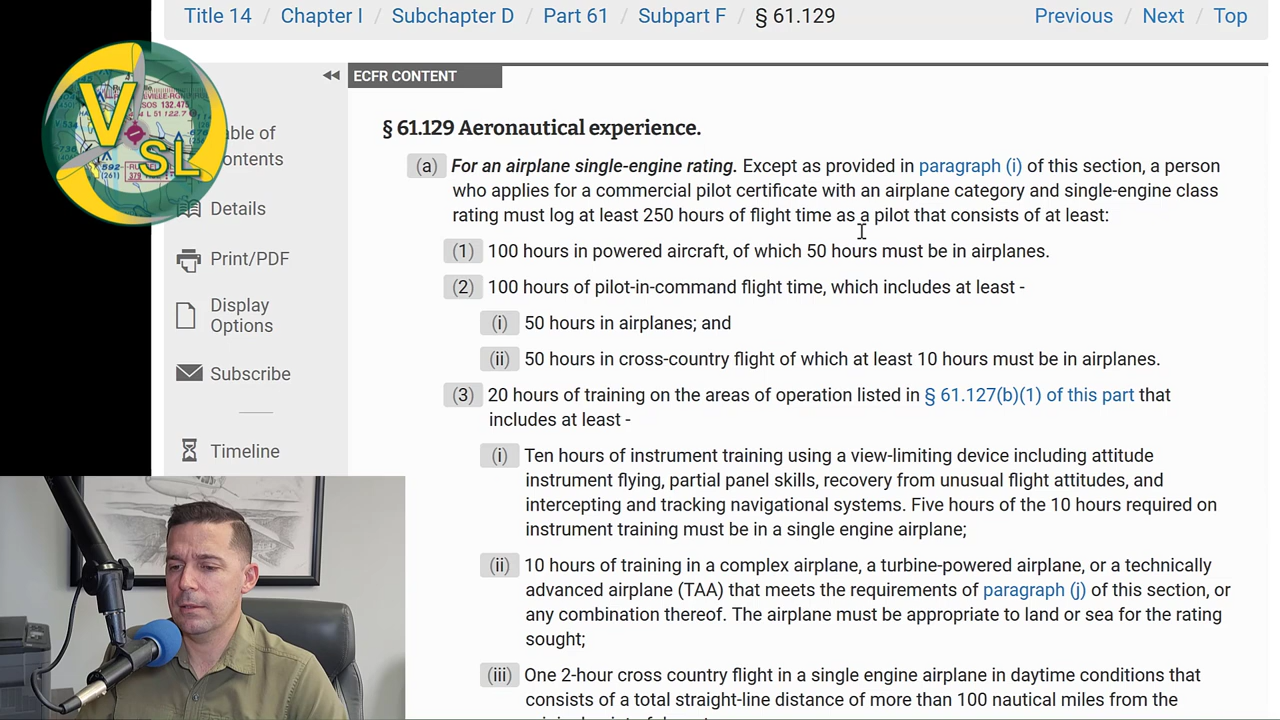 Title 14 / Chapter I / Subchapter D / Part 61 / Subpart F / § 61.129
Previous / Next / Top
V
SL
SOS 132.475
592
(261)
able of
ontents
Details
Print/PDF
Display
Options
Subscribe
Timeline
ECFR CONTENT
§ 61.129 Aeronautical experience.
(a) For an airplane single-engine rating. Except as provided in paragraph (i) of this section, a person
who applies for a commercial pilot certificate with an airplane category and single-engine class
rating must log at least 250 hours of flight time as a pilot that consists of at least:
(1) 100 hours in powered aircraft, of which 50 hours must be in airplanes.
(2) 100 hours of pilot-in-command flight time, which includes at least -
(i) 50 hours in airplanes; and
(ii) 50 hours in cross-country flight of which at least 10 hours must be in airplanes.
(3) 20 hours of training on the areas of operation listed in § 61.127(b)(1) of this part that
includes at least -
(i) Ten hours of instrument training using a view-limiting device including attitude
instrument flying, partial panel skills, recovery from unusual flight attitudes, and
intercepting and tracking navigational systems. Five hours of the 10 hours required on
instrument training must be in a single engine airplane;
(ii) 10 hours of training in a complex airplane, a turbine-powered airplane, or a technically
advanced airplane (TAA) that meets the requirements of paragraph (j) of this section, or
any combination thereof. The airplane must be appropriate to land or sea for the rating
sought;
(iii) One 2-hour cross country flight in a single engine airplane in daytime conditions that
consists of a total straight-line distance of more than 100 nautical miles from the